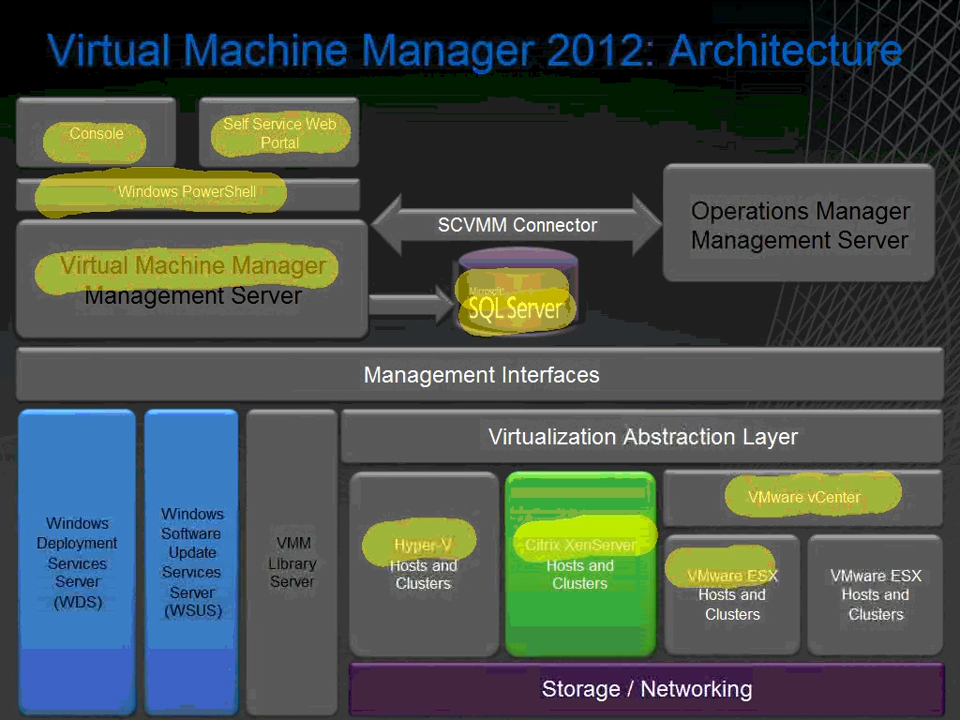 Virtual Machine Manager 2012: Architecture
Console
Self Service Web
Portal
Windows PowerShell
Virtual Machine Manager
Management Server
SCVMM Connector
Microsoft
SQL Server
Operations Manager
Management Server
Management Interfaces
Windows
Deployment
Services
Server
(WDS)
Windows
Software
Update
Services
Server
(WSUS)
VMM
Library
Server
Virtualization Abstraction Layer
Hyper-V
Hosts and
Clusters
Citrix XenServer
Hosts and
Clusters
VMware vCenter
VMware ESX
Hosts and
Clusters
VMware ESX
Hosts and
Clusters
Storage / Networking